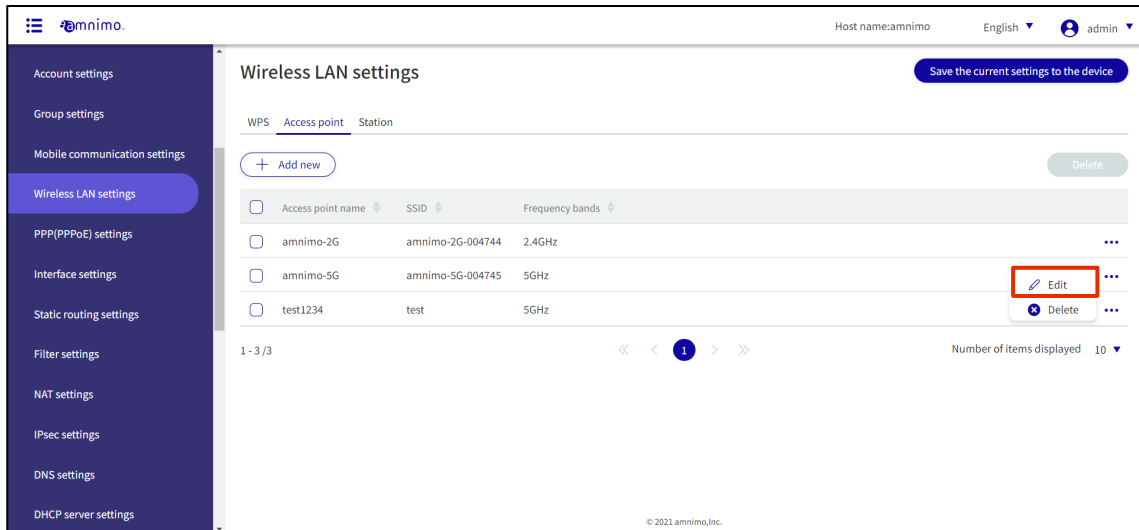 amnimo.
Host name:amnimo English admin
Account settings
Group settings
Mobile communication settings
Wireless LAN settings
PPP(PPPoE) settings
Interface settings
Static routing settings
Filter settings
NAT settings
IPsec settings
DNS settings
DHCP server settings
Wireless LAN settings
Save the current settings to the device
WPS Access point Station
+ Add new
Delete
Access point name SSID Frequency bands
amnimo-2G amnimo-2G-004744 2.4GHz
amnimo-5G amnimo-5G-004745 5GHz
Edit
test1234 test 5GHz
Delete
1 - 3 /3
1
Number of items displayed 10
© 2021 amnimo,Inc.